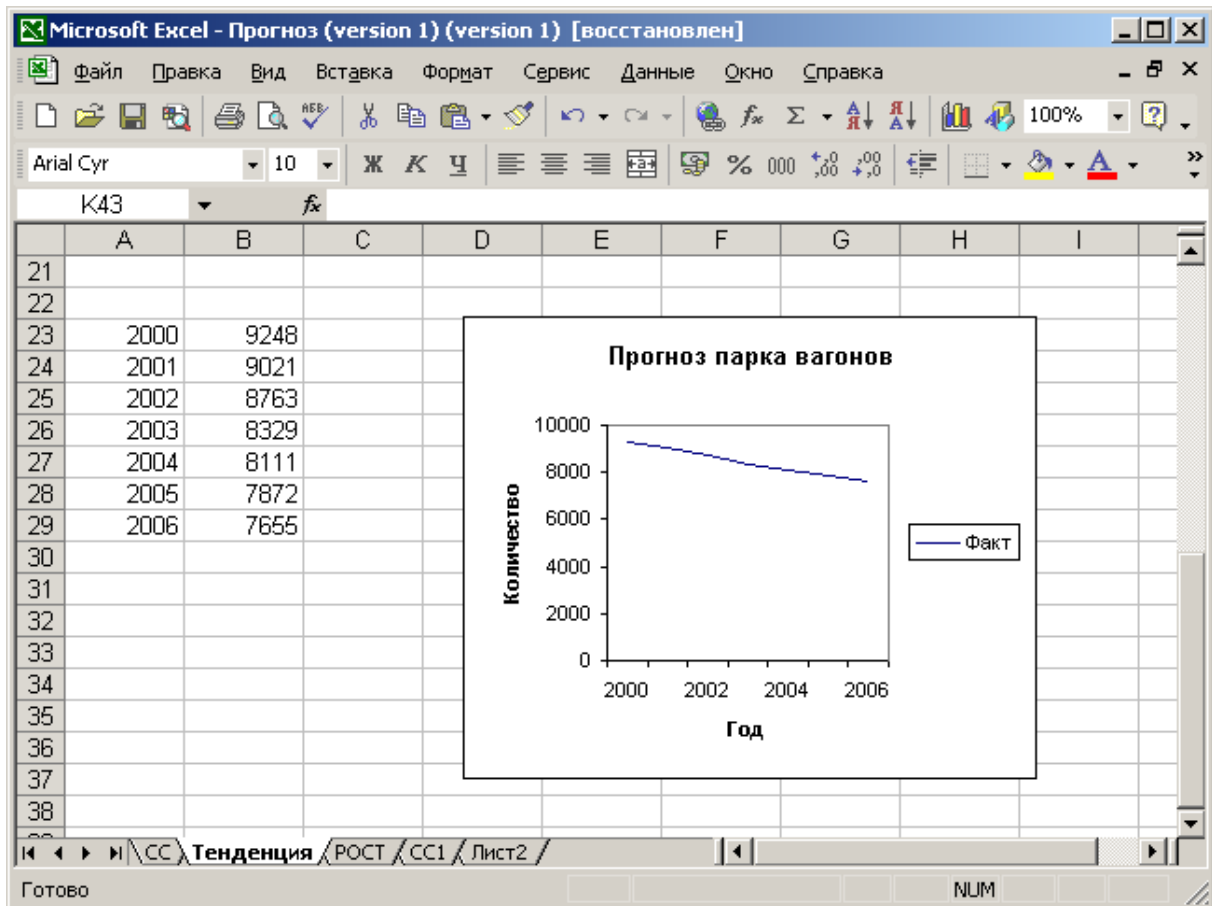 Microsoft Excel - Прогноз (version 1) (version 1) [восстановлен]
Файл Правка Вид Вставка Формат Сервис Данные Окно Справка
100%
Arial Cyr 10 Ж К Ч % 000
K43 fx
A B C D E F G H I
21
22
23 2000 9248
24 2001 9021
25 2002 8763
26 2003 8329
27 2004 8111
28 2005 7872
29 2006 7655
30
31
32
33
34
35
36
37
38
Прогноз парка вагонов
10000
8000
6000
4000
2000
0
Количество
2000 2002 2004 2006
Год
Факт
СС Тенденция РОСТ СС1 Лист2
Готово NUM